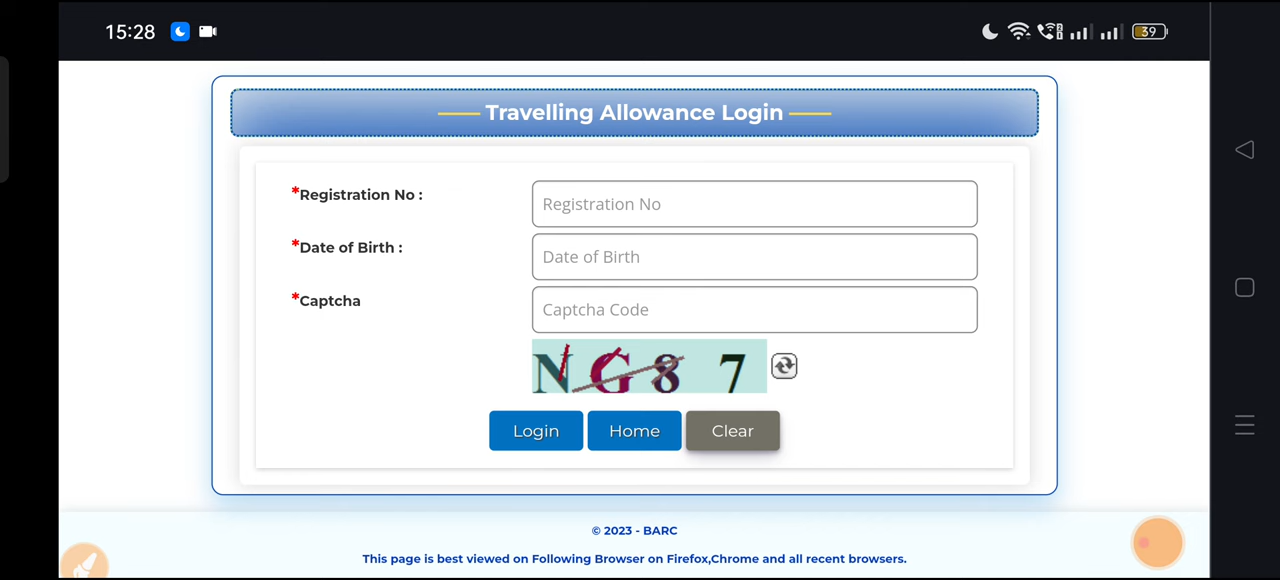 15:28
39
Travelling Allowance Login
*Registration No :
Registration No
*Date of Birth :
Date of Birth
*Captcha
Captcha Code
N G 8 7
Login Home Clear
© 2023 - BARC
This page is best viewed on Following Browser on Firefox,Chrome and all recent browsers.